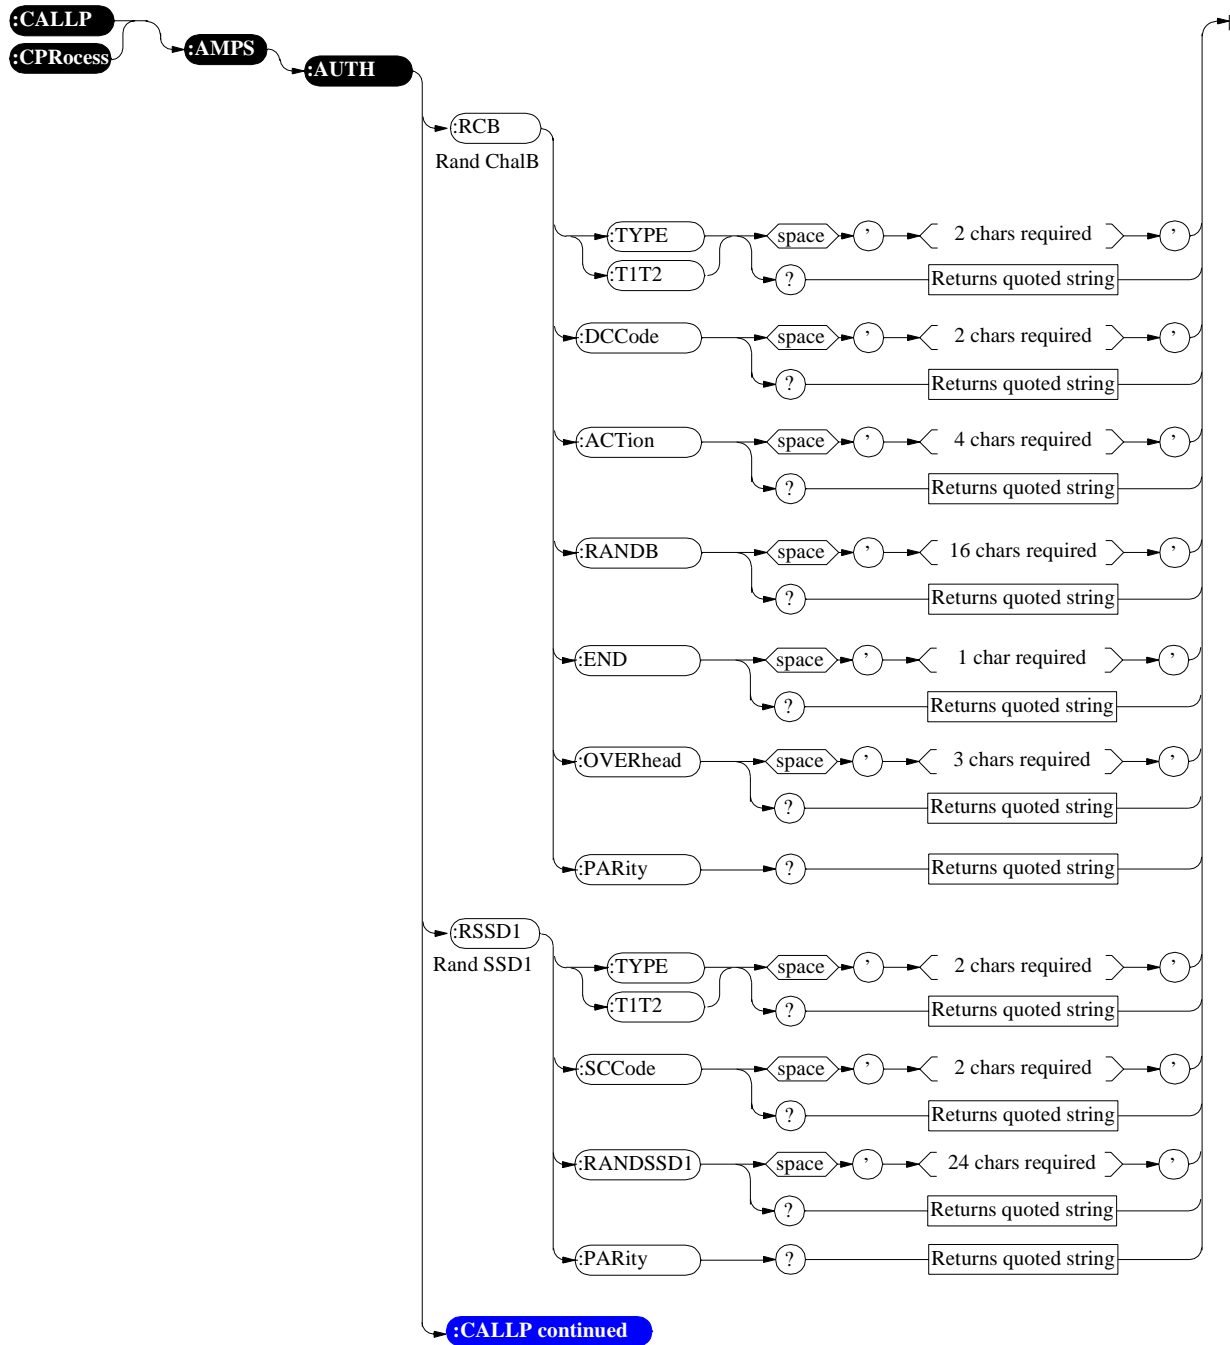 :CALLP
:CPRocess
:AMPS
:AUTH
:RCB
Rand ChalB
:TYPE space ’ 2 chars required ’
:T1T2 ? Returns quoted string
:DCCode space ’ 2 chars required ’
? Returns quoted string
:ACTion space ’ 4 chars required ’
? Returns quoted string
:RANDB space ’ 16 chars required ’
? Returns quoted string
:END space ’ 1 char required ’
? Returns quoted string
:OVERhead space ’ 3 chars required ’
? Returns quoted string
:PARity ? Returns quoted string
:RSSD1
Rand SSD1
:TYPE space ’ 2 chars required ’
:T1T2 ? Returns quoted string
:SCCode space ’ 2 chars required ’
? Returns quoted string
:RANDSSD1 space ’ 24 chars required ’
? Returns quoted string
:PARity ? Returns quoted string
:CALLP continued